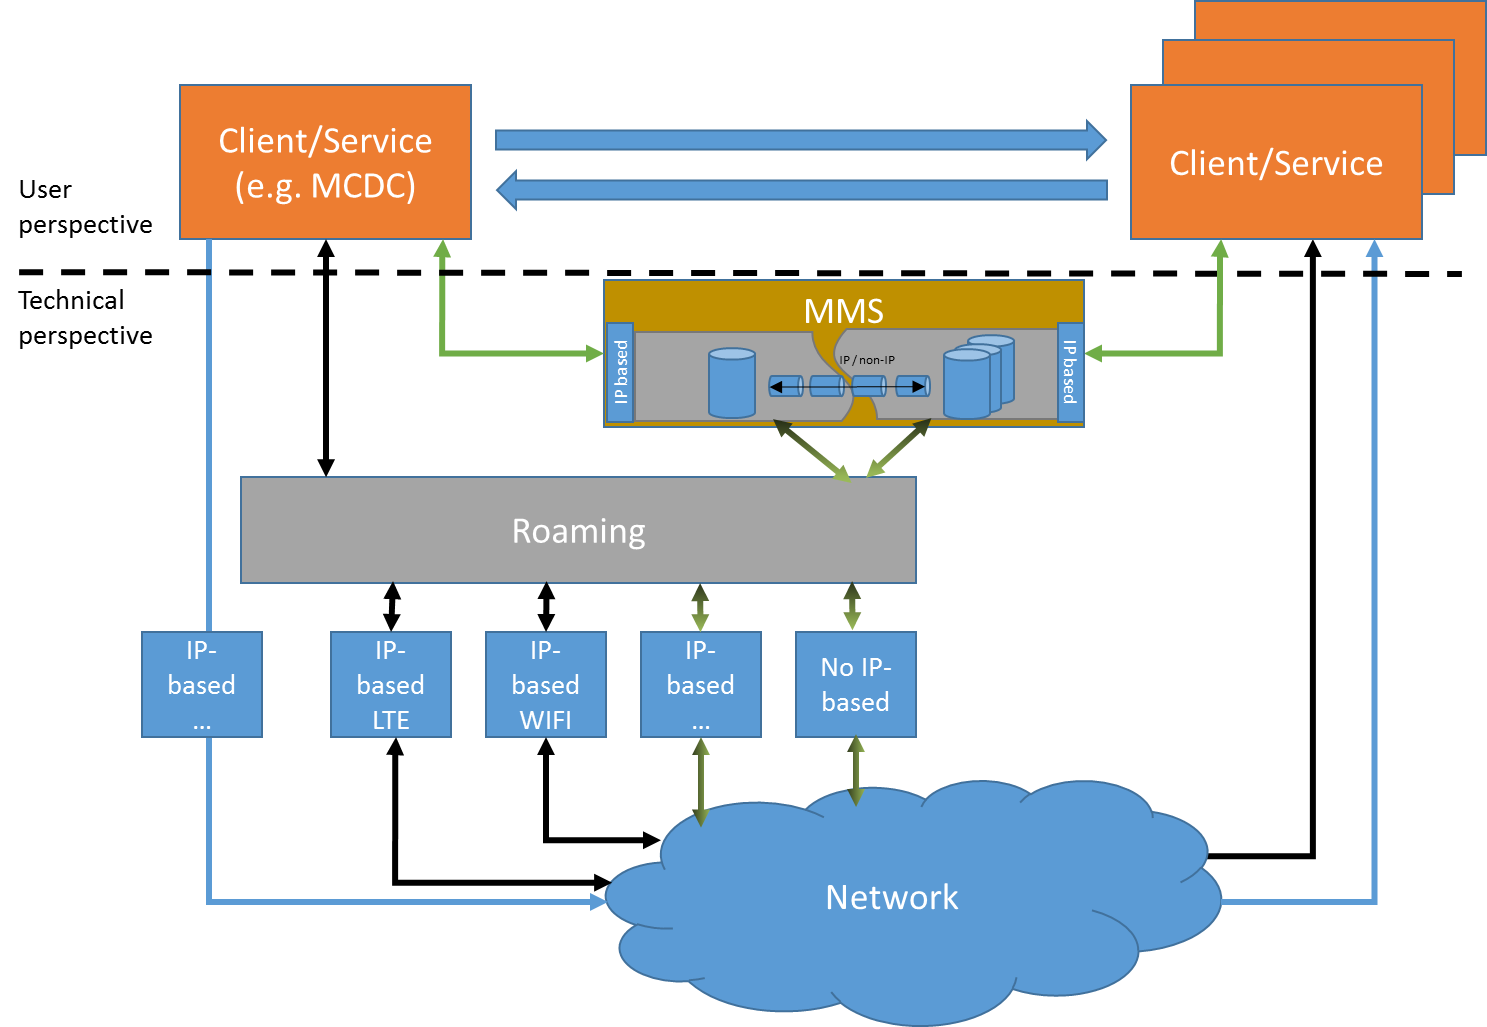 Client/Service
(e.g. MCDC)
Client/Service
User
perspective
Technical
perspective
MMS
IP based
IP / non-IP
IP based
Roaming
IP-
based
...
IP-
based
LTE
IP-
based
WIFI
IP-
based
...
No IP-
based
Network